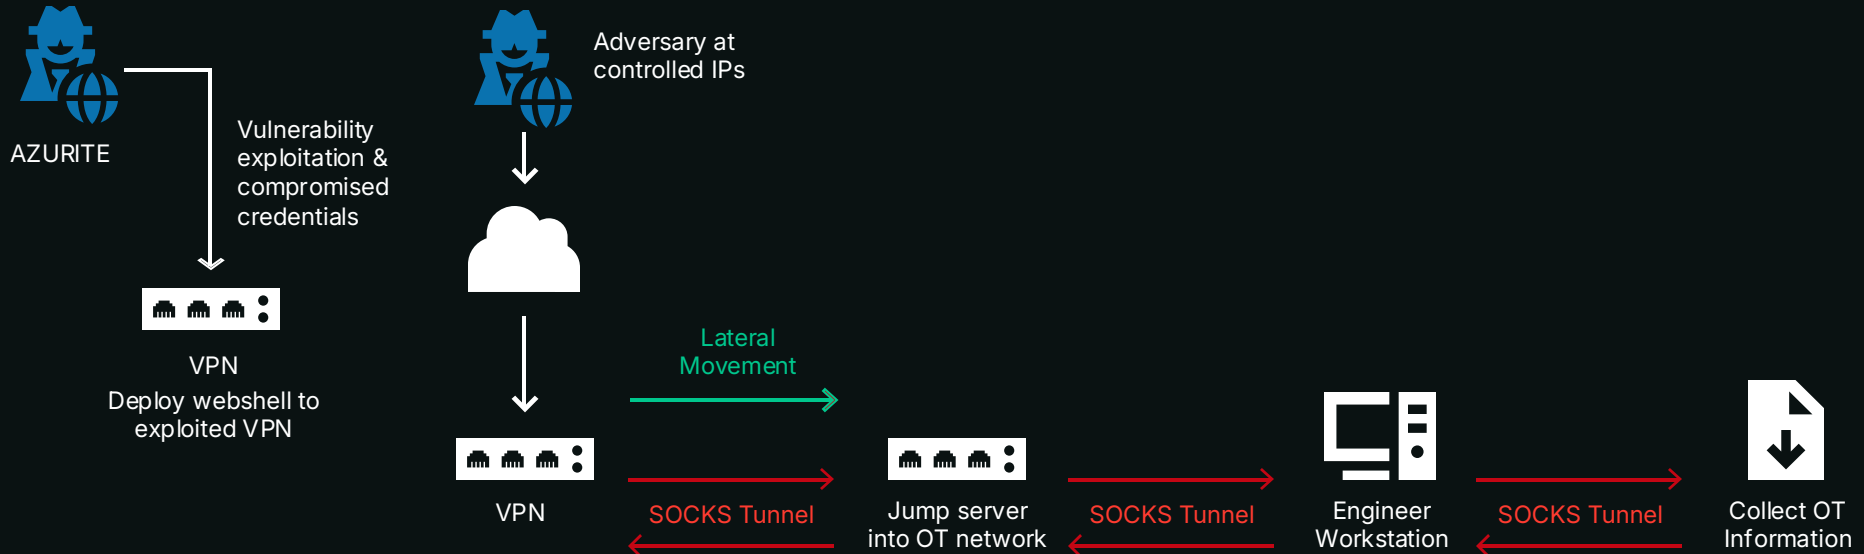 AZURITE
Vulnerability
exploitation &
compromised
credentials
VPN
Deploy webshell to
exploited VPN
Adversary at
controlled IPs
Lateral
Movement
VPN
SOCKS Tunnel
Jump server
into OT network
SOCKS Tunnel
Engineer
Workstation
SOCKS Tunnel
Collect OT
Information